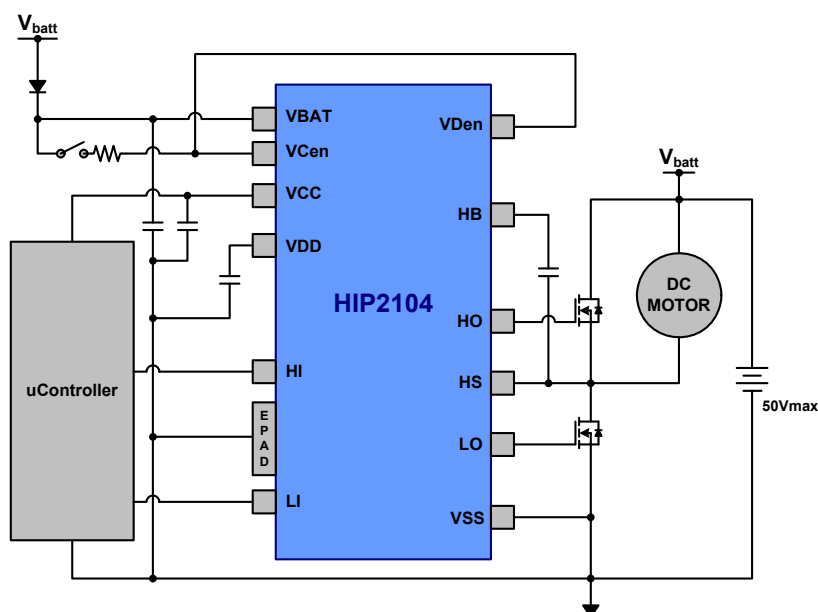 Vbatt
VBAT
VCen
VCC
VDD
HI
EPAD
LI
HIP2104
VDen
HB
HO
HS
LO
VSS
uController
Vbatt
DC
MOTOR
50Vmax